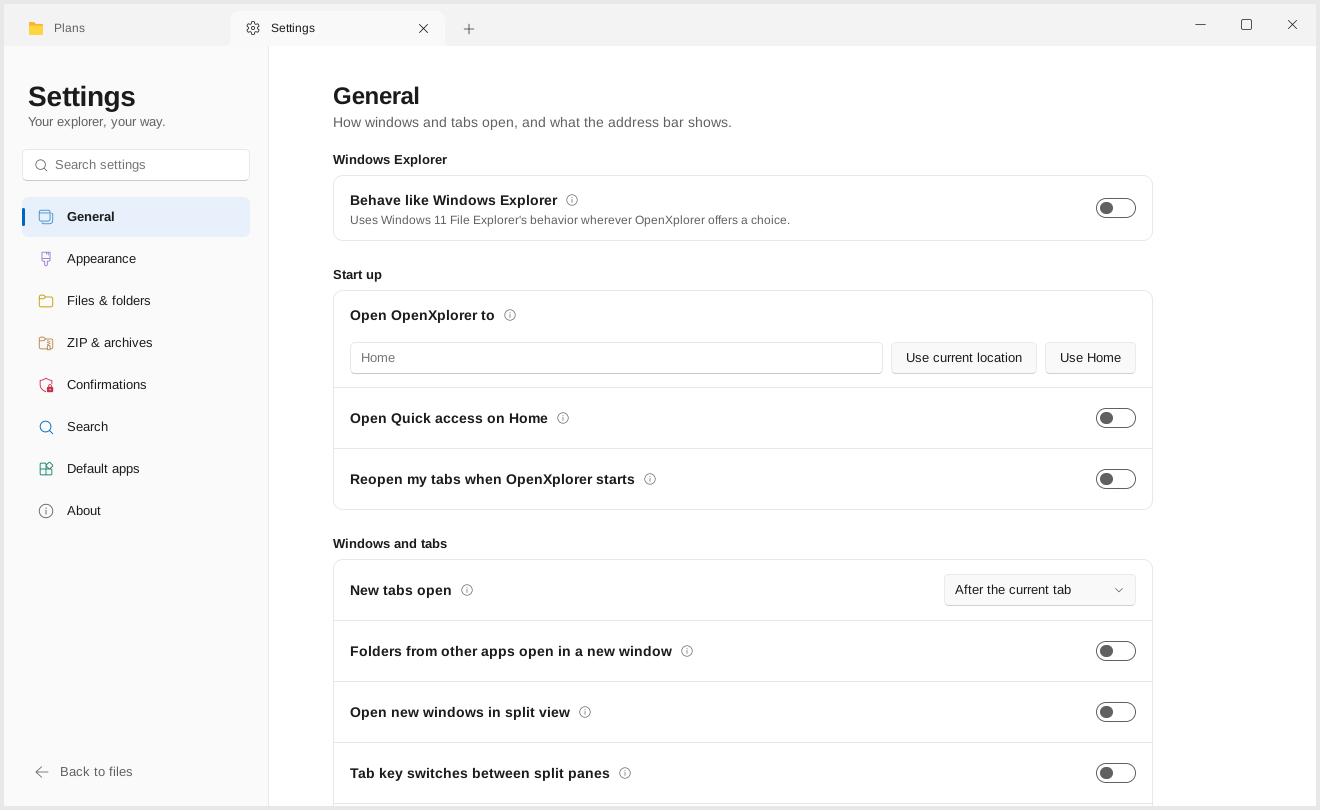 Plans
Settings
Settings
Your explorer, your way.
Search settings
General
Appearance
Files & folders
ZIP & archives
Confirmations
Search
Default apps
About
Back to files
General
How windows and tabs open, and what the address bar shows.
Windows Explorer
Behave like Windows Explorer
Uses Windows 11 File Explorer's behavior wherever OpenXplorer offers a choice.
Start up
Open OpenXplorer to
Home
Use current location
Use Home
Open Quick access on Home
Reopen my tabs when OpenXplorer starts
Windows and tabs
New tabs open
After the current tab
Folders from other apps open in a new window
Open new windows in split view
Tab key switches between split panes